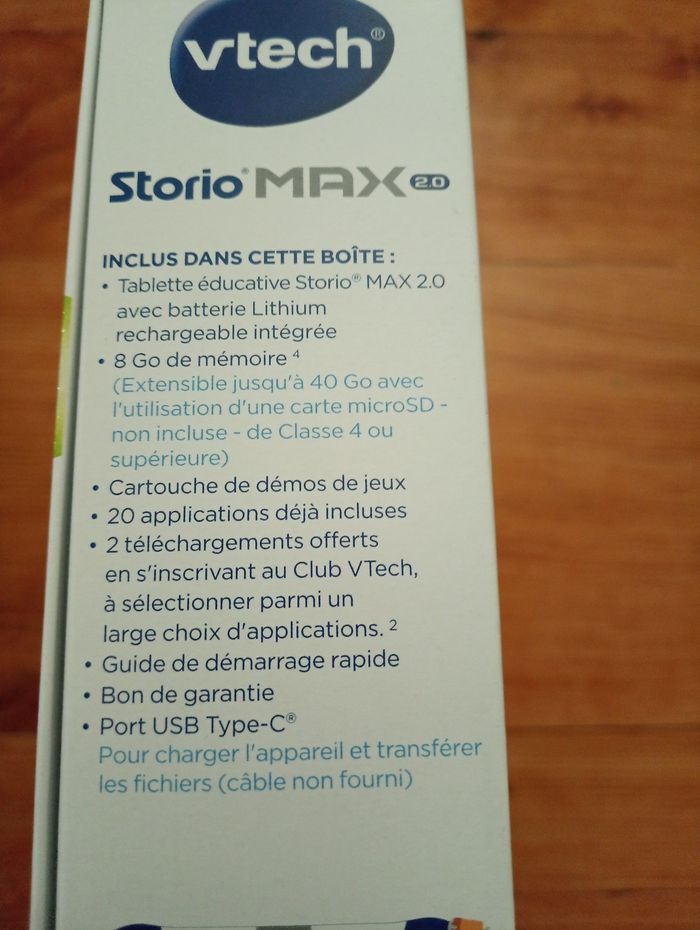 vtech®
Storio® MAX 2.0
INCLUS DANS CETTE BOÎTE :
• Tablette éducative Storio® MAX 2.0
avec batterie Lithium
rechargeable intégrée
• 8 Go de mémoire ⁴
(Extensible jusqu'à 40 Go avec
l'utilisation d'une carte microSD -
non incluse - de Classe 4 ou
supérieure)
• Cartouche de démos de jeux
• 20 applications déjà incluses
• 2 téléchargements offerts
en s'inscrivant au Club VTech,
à sélectionner parmi un
large choix d'applications. ²
• Guide de démarrage rapide
• Bon de garantie
• Port USB Type-C®
Pour charger l'appareil et transférer
les fichiers (câble non fourni)